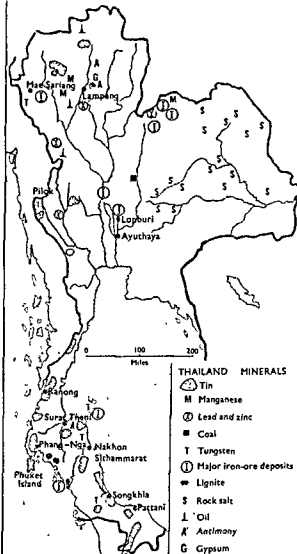 A
M
M
G
Mae Sariang
M
A
Lampang
T
M
S
S
S
S
S
S
S
S
S
S
S
S
Pilok
Lopburi
Ayuthaya
0 100 200
Miles
THAILAND MINERALS
Tin
M Manganese
Lead and zinc
Coal
T Tungsten
Major iron-ore deposits
Lignite
S Rock salt
Oil
A Antimony
G Gypsum
Ranong
T
Surat Thani
A
Phang-Nga
T
Nakhon
Sithammarat
Phuket
Island
Songkhla
T
Pattani